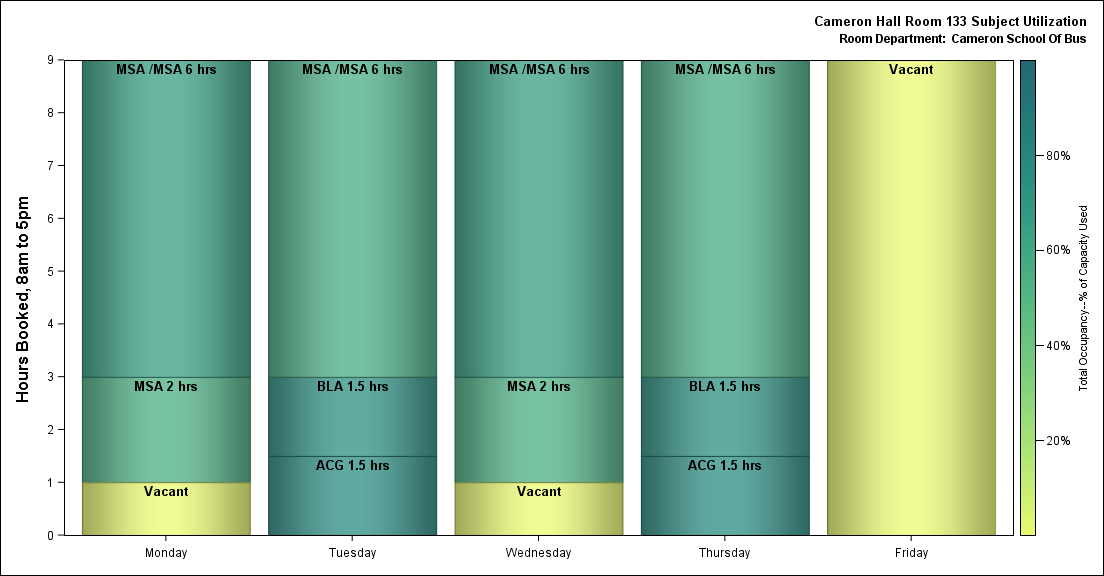 Cameron Hall Room 133 Subject Utilization
Room Department: Cameron School Of Bus
Hours Booked, 8am to 5pm
9
8
7
6
5
4
3
2
1
0
MSA /MSA 6 hrs
MSA 2 hrs
Vacant
MSA /MSA 6 hrs
BLA 1.5 hrs
ACG 1.5 hrs
MSA /MSA 6 hrs
MSA 2 hrs
Vacant
MSA /MSA 6 hrs
BLA 1.5 hrs
ACG 1.5 hrs
Vacant
Monday
Tuesday
Wednesday
Thursday
Friday
80%
60%
40%
20%
Total Occupancy--% of Capacity Used